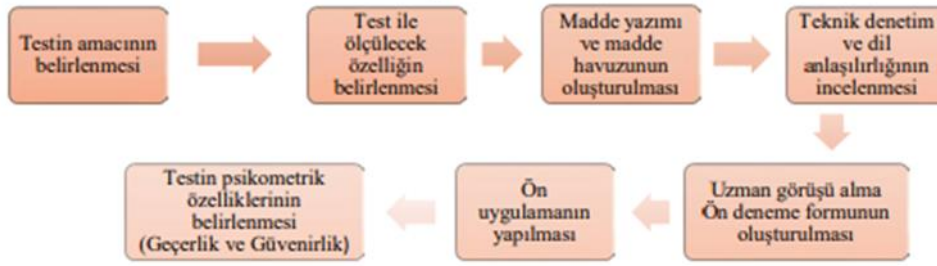 Testin amacının
belirlenmesi
Test ile
ölçülecek
özelliğin
belirlenmesi
Madde yazımı
ve madde
havuzunun
oluşturulması
Teknik denetim
ve dil
anlaşılırlığının
incelenmesi
Uzman görüşü alma
Ön deneme formunun
oluşturulması
Ön
uygulamanın
yapılması
Testin psikometrik
özelliklerinin
belirlenmesi
(Geçerlik ve Güvenirlik)